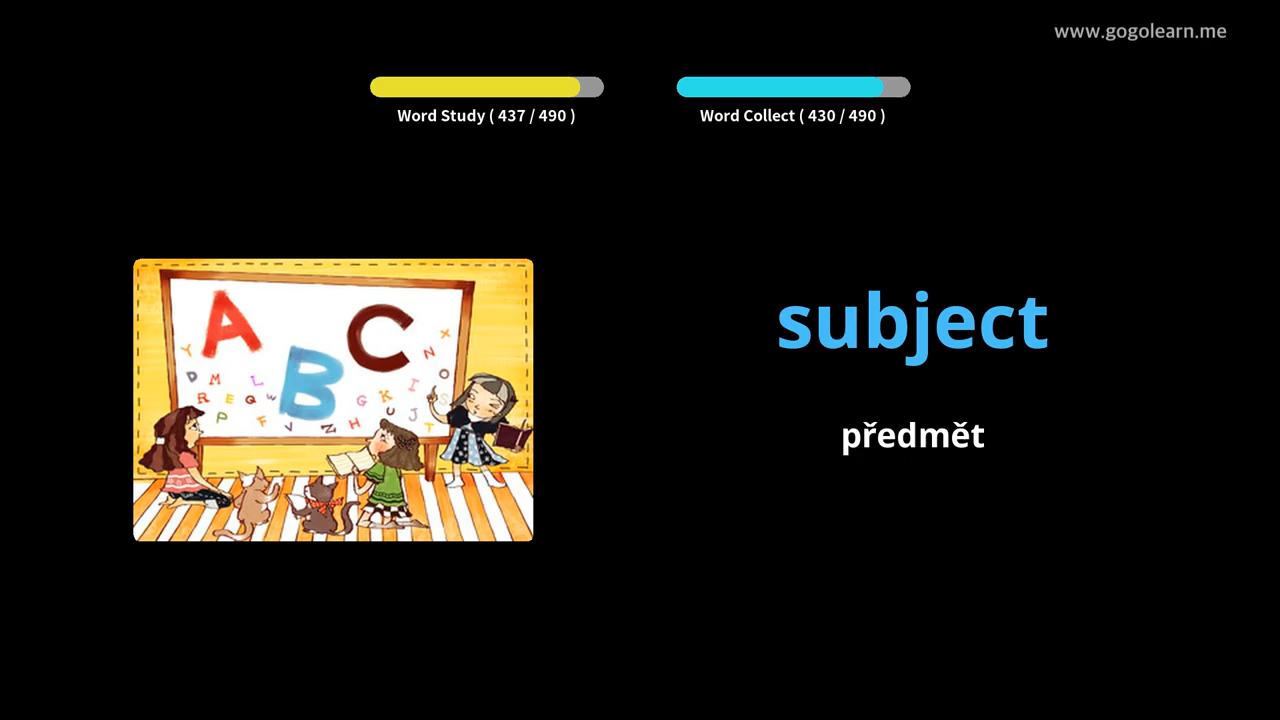 www.gogolearn.me
Word Study ( 437 / 490 )
Word Collect ( 430 / 490 )
A
B
C
Y
X
N
D
M
L
O
R
E
Q
W
G
K
I
S
P
F
V
Z
H
U
J
T
subject
předmět